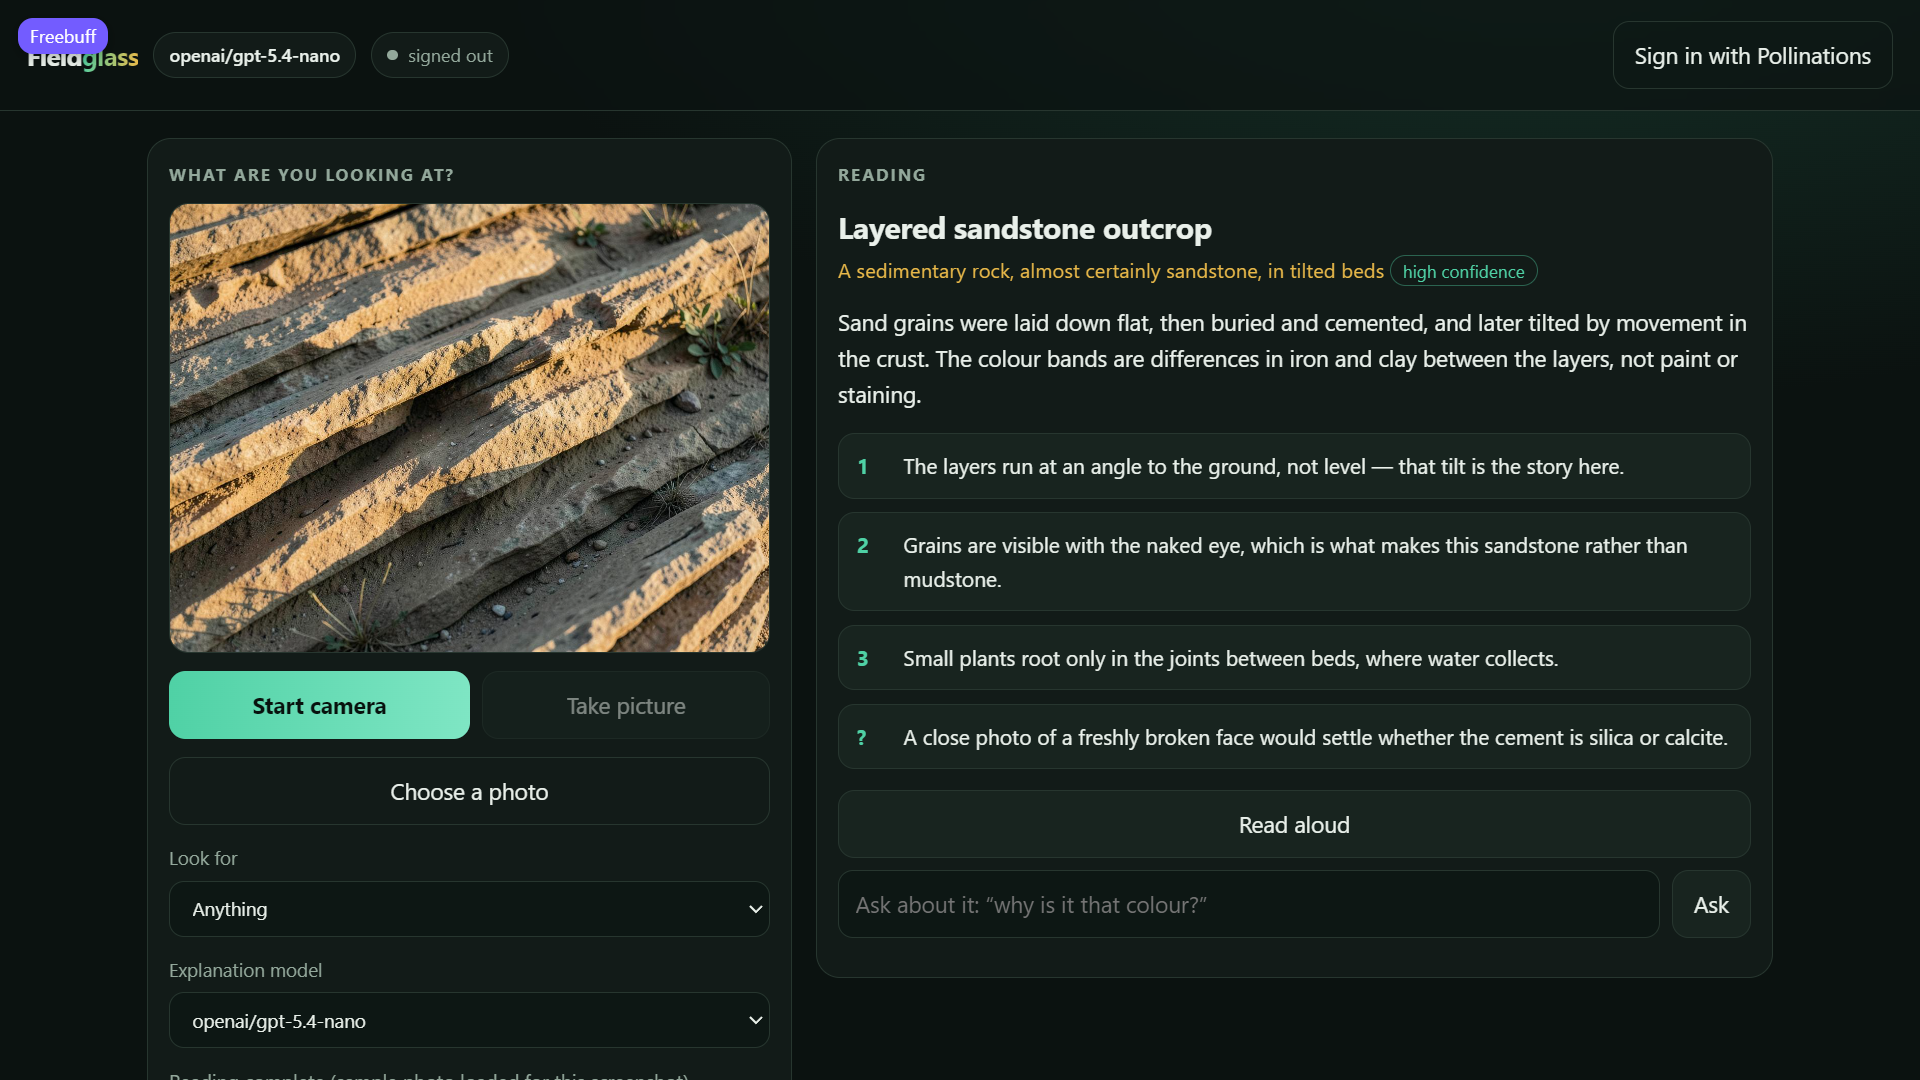 Freebuff
Fieldglass
openai/gpt-5.4-nano
signed out
Sign in with Pollinations
WHAT ARE YOU LOOKING AT?
Start camera
Take picture
Choose a photo
Look for
Anything
Explanation model
openai/gpt-5.4-nano
Reading complete (sample photo loaded for this screenshot)
READING
Layered sandstone outcrop
A sedimentary rock, almost certainly sandstone, in tilted beds high confidence
Sand grains were laid down flat, then buried and cemented, and later tilted by movement in
the crust. The colour bands are differences in iron and clay between the layers, not paint or
staining.
1 The layers run at an angle to the ground, not level — that tilt is the story here.
2 Grains are visible with the naked eye, which is what makes this sandstone rather than
mudstone.
3 Small plants root only in the joints between beds, where water collects.
? A close photo of a freshly broken face would settle whether the cement is silica or calcite.
Read aloud
Ask about it: “why is it that colour?”
Ask